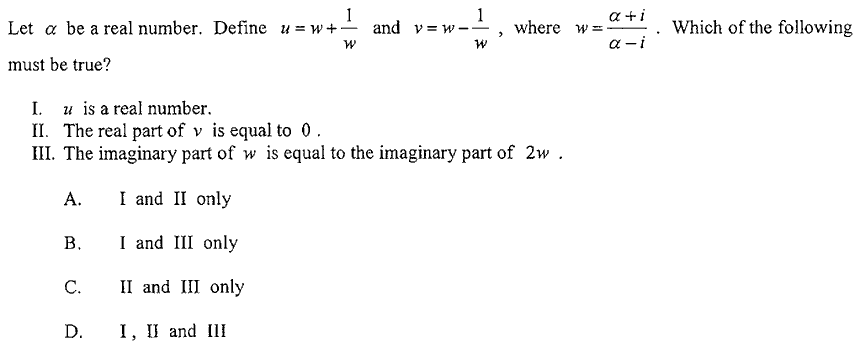 Let α be a real number. Define u = w + 1/w and v = w − 1/w , where w = (α + i)/(α − i) . Which of the following
must be true?
I. u is a real number.
II. The real part of v is equal to 0 .
III. The imaginary part of w is equal to the imaginary part of 2w .
A. I and II only
B. I and III only
C. II and III only
D. I , II and III